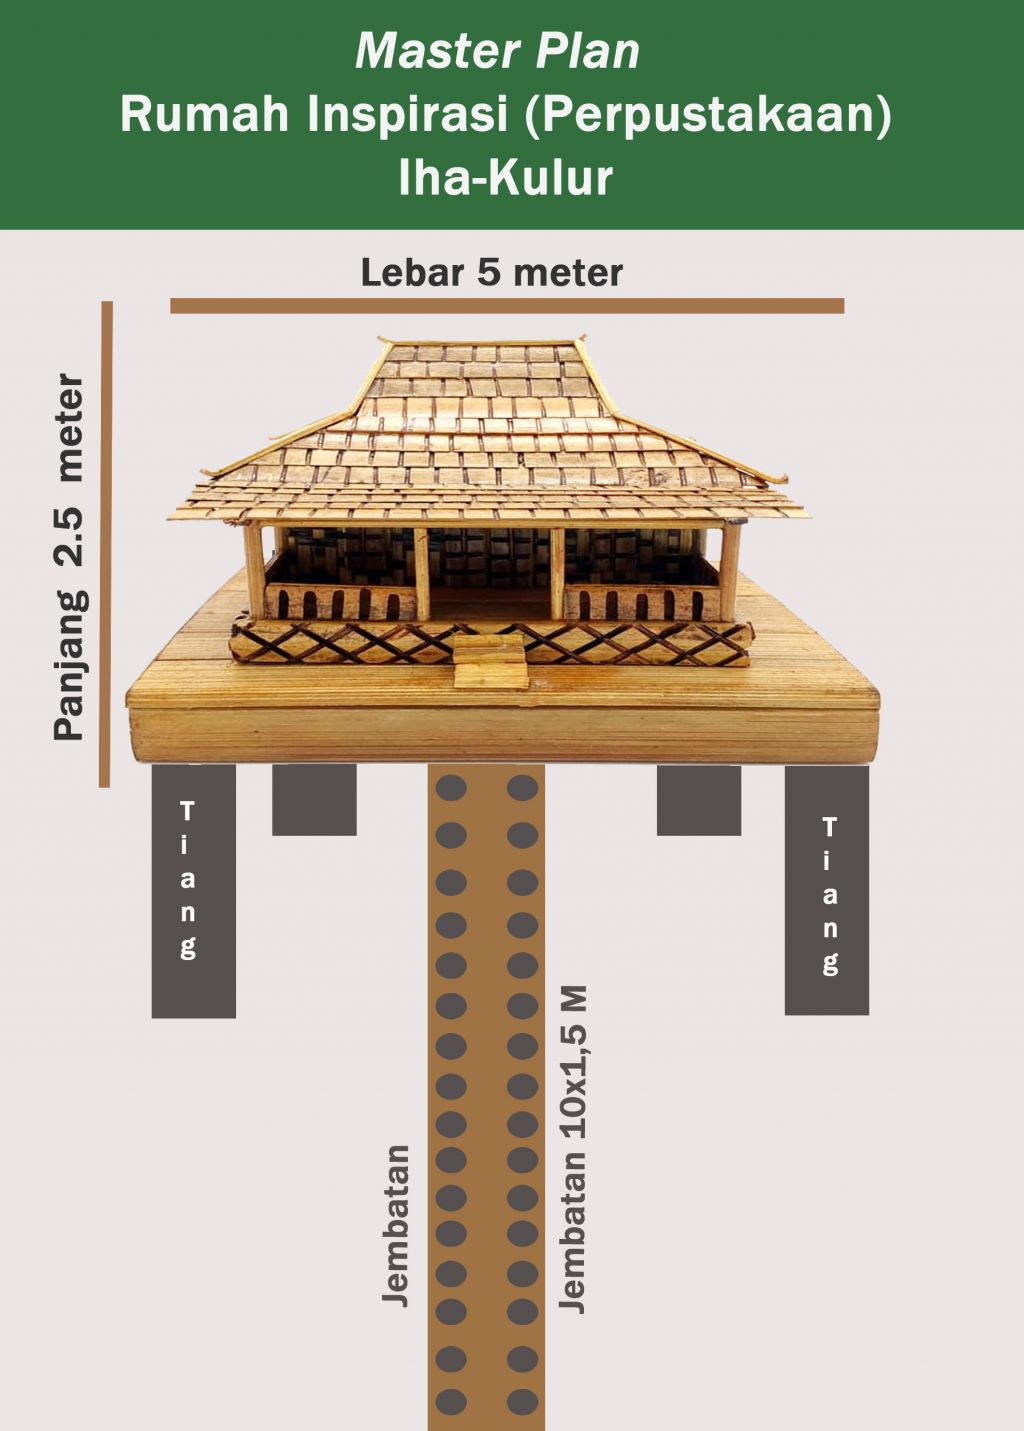 Master Plan
Rumah Inspirasi (Perpustakaan)
Iha-Kulur
Lebar 5 meter
Panjang 2.5 meter
Tiang
Tiang
Jembatan
Jembatan 10x1,5 M